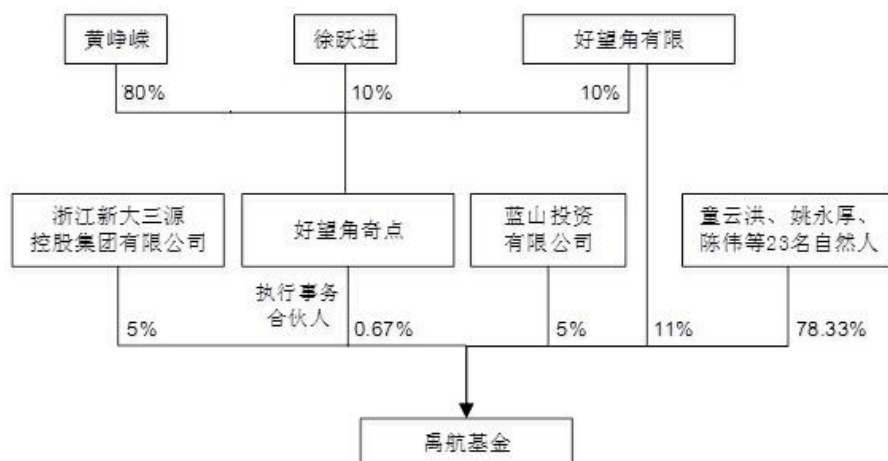 黄峥嵘
徐跃进
好望角有限
80%
10%
10%
浙江新大三源
控股集团有限公司
好望角奇点
蓝山投资
有限公司
童云洪、姚永厚、
陈伟等23名自然人
执行事务
合伙人
5%
0.67%
5%
11%
78.33%
禹航基金